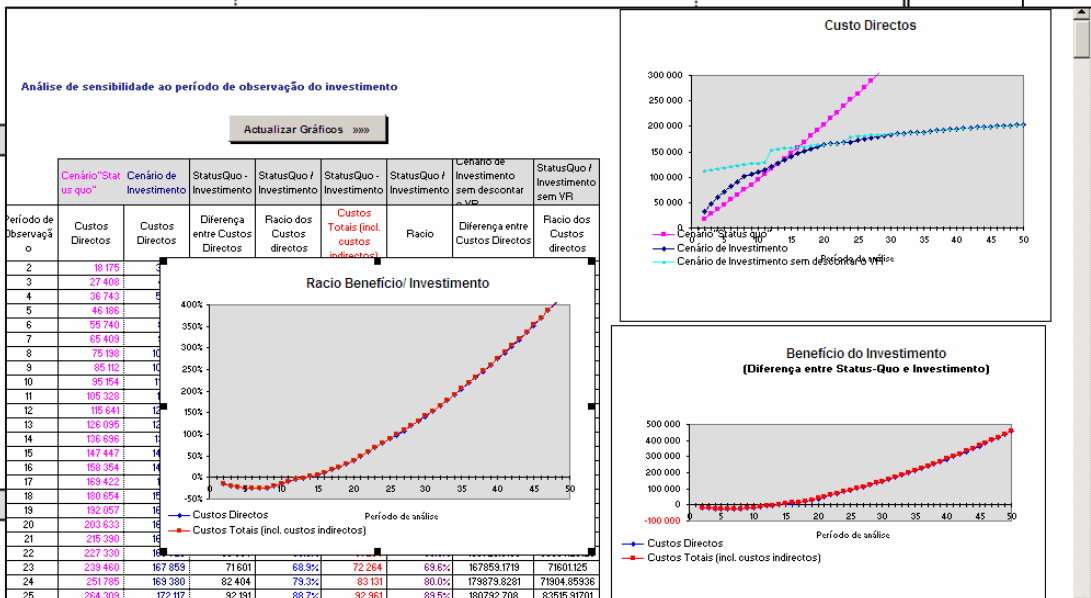 Custo Directos
Análise de sensibilidade ao período de observação do investimento
Actualizar Gráficos »»»
300 000
250 000
200 000
150 000
100 000
50 000
0 5 10 15 20 25 30 35 40 45 50
Período de análise
Cenário"Status quo"
Cenário de Investimento
Cenário de Investimento sem descontar o VR
Cenário"Stat us quo" Cenário de Investimento StatusQuo - Investimento StatusQuo / Investimento StatusQuo - Investimento StatusQuo / Investimento Cenário de Investimento sem descontar o VR StatusQuo / Investimento sem VR
Período de Observação Custos Directos Custos Directos Diferença entre Custos Directos Racio dos Custos directos Custos Totais (incl. custos indirectos) Racio Diferença entre Custos Directos Racio dos Custos directos
2 18 175
3 27 408
4 36 743
5 46 186
6 55 740
7 65 409
8 75 198
9 85 112
10 95 154
11 105 328
12 115 641
13 126 095
14 136 696
15 147 447
16 158 354
17 169 422
18 180 654
19 192 057
20 203 633
21 215 390
22 227 330
23 239 460 167 859 71 601 68.9% 72 264 69.6% 167859.1719 71601.125
24 251 785 169 380 82 404 79.3% 83 131 80.0% 179879.8281 71904.85936
25 264 309 172 117 92 191 88.7% 92 961 89.5% 180792.708 83515.91701
Racio Benefício/ Investimento
400%
350%
300%
250%
200%
150%
100%
50%
0%
-50%
0 5 10 15 20 25 30 35 40 45 50
Período de análise
Custos Directos
Custos Totais (incl. custos indirectos)
Benefício do Investimento
(Diferença entre Status-Quo e Investimento)
500 000
400 000
300 000
200 000
100 000
0
-100 000
0 5 10 15 20 25 30 35 40 45 50
Período de análise
Custos Directos
Custos Totais (incl. custos indirectos)